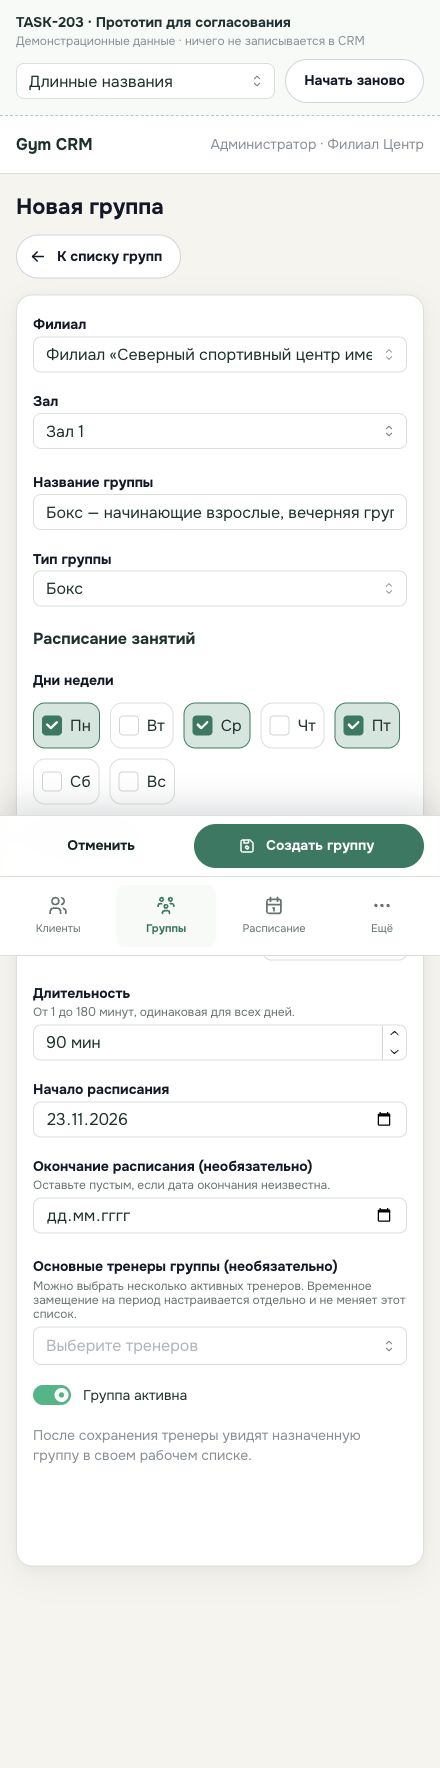 TASK-203 · Прототип для согласования
Демонстрационные данные · ничего не записывается в CRM
Длинные названия
Начать заново
Gym CRM
Администратор · Филиал Центр
Новая группа
К списку групп
Филиал
Филиал «Северный спортивный центр име
Зал
Зал 1
Название группы
Бокс — начинающие взрослые, вечерняя груп
Тип группы
Бокс
Расписание занятий
Дни недели
Пн
Вт
Ср
Чт
Пт
Сб
Вс
Отменить
Создать группу
Клиенты
Группы
Расписание
Ещё
Длительность
От 1 до 180 минут, одинаковая для всех дней.
90 мин
Начало расписания
23.11.2026
Окончание расписания (необязательно)
Оставьте пустым, если дата окончания неизвестна.
дд.мм.гггг
Основные тренеры группы (необязательно)
Можно выбрать несколько активных тренеров. Временное
замещение на период настраивается отдельно и не меняет этот
список.
Выберите тренеров
Группа активна
После сохранения тренеры увидят назначенную
группу в своем рабочем списке.